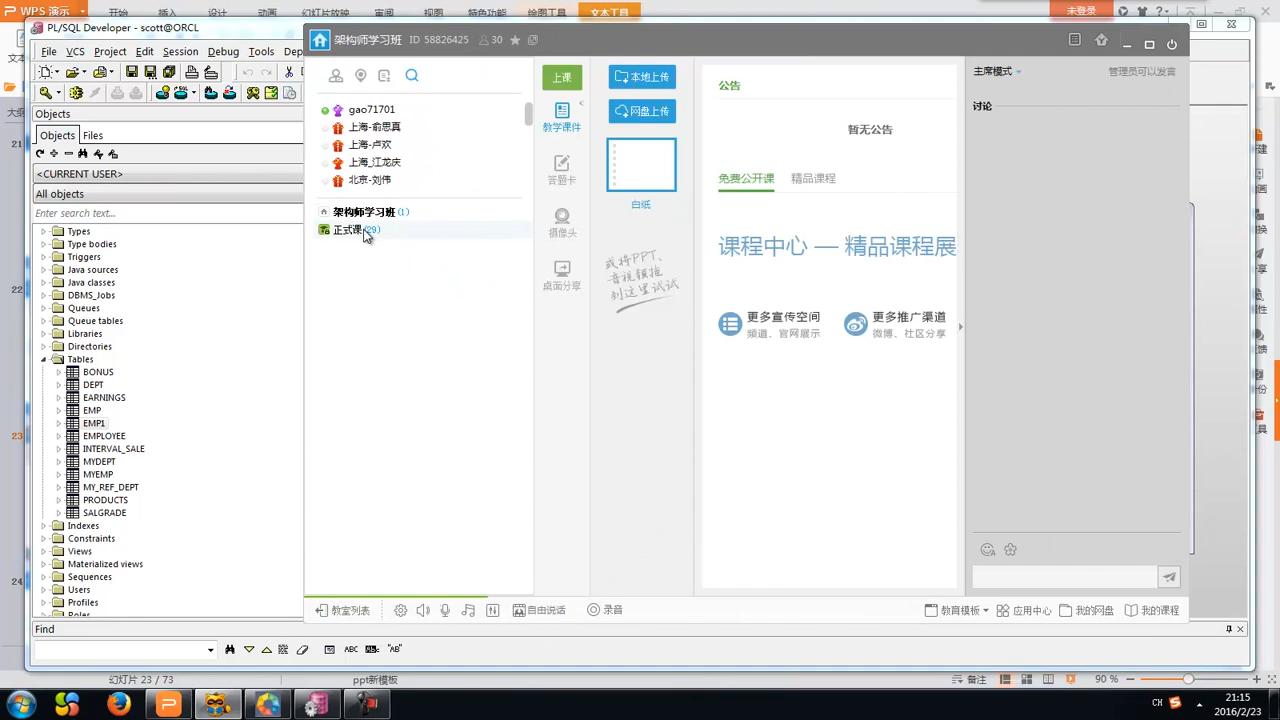 WPS 演示
开始
插入
设计
动画
幻灯片放映
审阅
视图
特色功能
绘图工具
文本工具
未登录
PL/SQL Developer - scott@ORCL
File VCS Project Edit Session Debug Tools
Objects
Objects Files
<CURRENT USER>
All objects
Enter search text...
Types
Type bodies
Triggers
Java sources
Java classes
DBMS_Jobs
Queues
Queue tables
Libraries
Directories
Tables
BONUS
DEPT
EARNINGS
EMP
EMP1
EMPLOYEE
INTERVAL_SALE
MYDEPT
MYEMP
MY_REF_DEPT
PRODUCTS
SALGRADE
Indexes
Constraints
Views
Materialized views
Sequences
Users
Profiles
Roles
Find
ABC
"AB"
21
22
23
24
架构师学习班 ID 58826425 30
gao71701
上海-俞思真
上海-卢欢
上海_江龙庆
北京-刘伟
架构师学习班 (1)
正式课 (29)
上课
教学课件
答题卡
摄像头
桌面分享
本地上传
网盘上传
白纸
或将PPT、
音视频拖
到这里试试
公告
暂无公告
免费公开课 精品课程
课程中心 — 精品课程展
更多宣传空间
频道、官网展示
更多推广渠道
微博、社区分享
主席模式
管理员可以发言
讨论
教室列表
自由说话
录音
教育模板
应用中心
我的网盘
我的课程
幻灯片 23 / 73
ppt新模板
备注
90 %
CH
21:15
2016/2/23